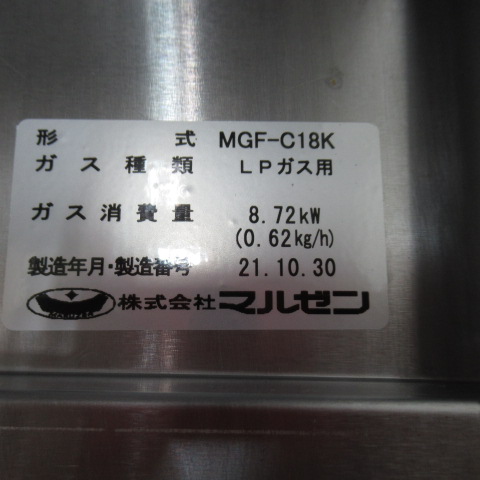 形式 MGF-C18K
ガス種類 LPガス用
ガス消費量 8.72kW
(0.62kg/h)
製造年月・製造番号 21.10.30
MARUZEN 株式会社マルゼン